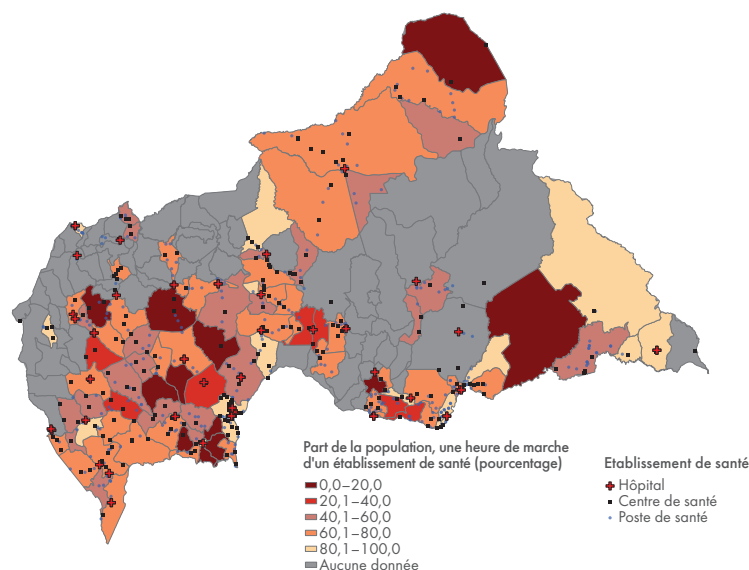 Part de la population, une heure de marche
d'un établissement de santé (pourcentage)
0,0–20,0
20,1–40,0
40,1–60,0
60,1–80,0
80,1–100,0
Aucune donnée
Etablissement de santé
Hôpital
Centre de santé
Poste de santé